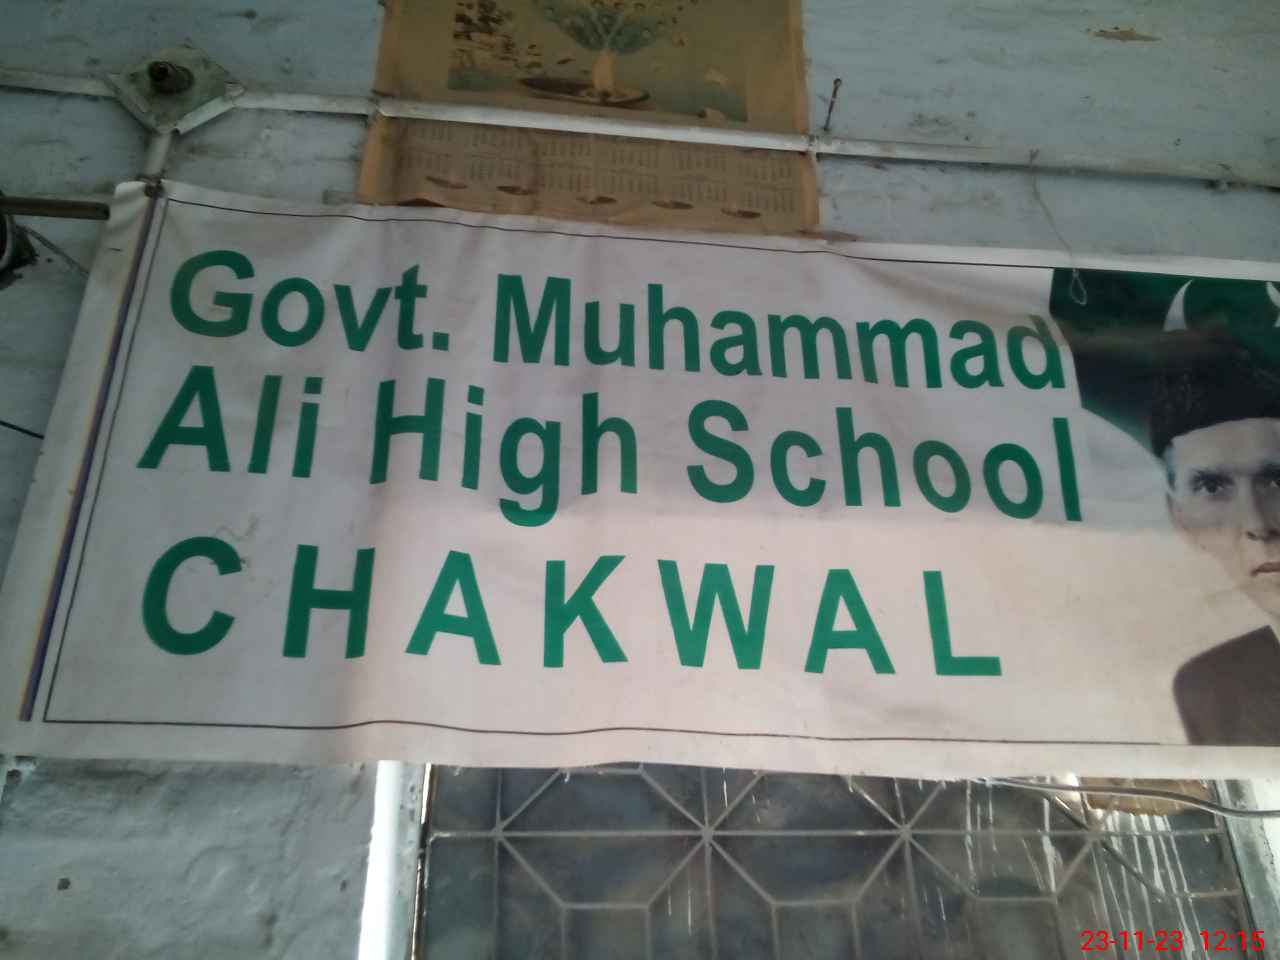 Govt. Muhammad
Ali High School
CHAKWAL
23-11-23 12:15